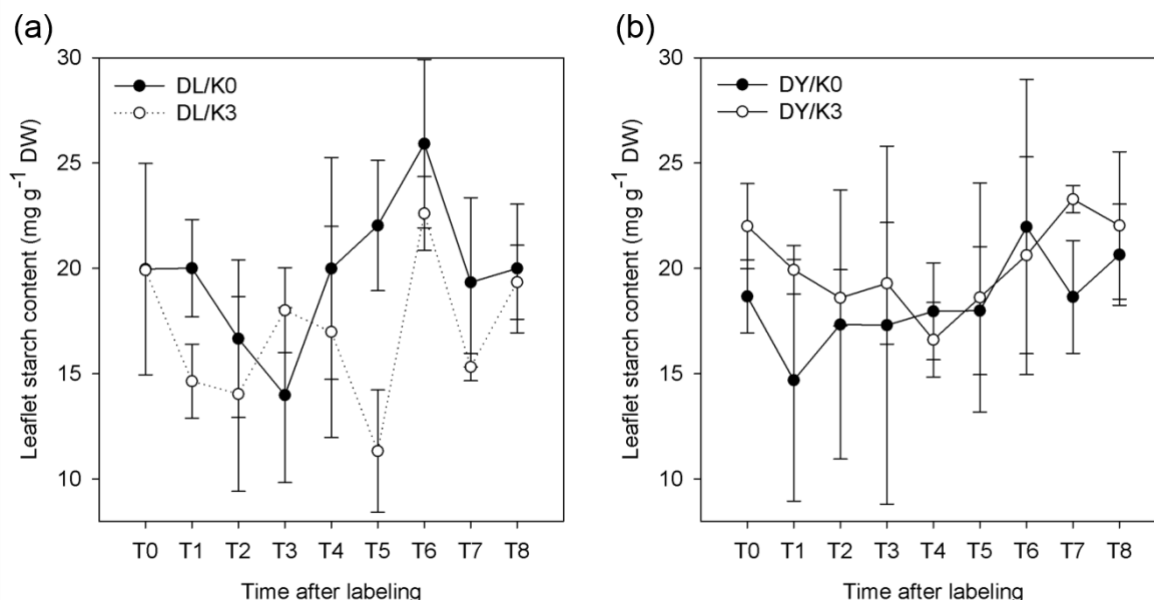 (a)
Leaflet starch content (mg g⁻¹ DW)
30
25
20
15
10
DL/K0
DL/K3
T0 T1 T2 T3 T4 T5 T6 T7 T8
Time after labeling
(b)
Leaflet starch content (mg g⁻¹ DW)
30
25
20
15
10
DY/K0
DY/K3
T0 T1 T2 T3 T4 T5 T6 T7 T8
Time after labeling